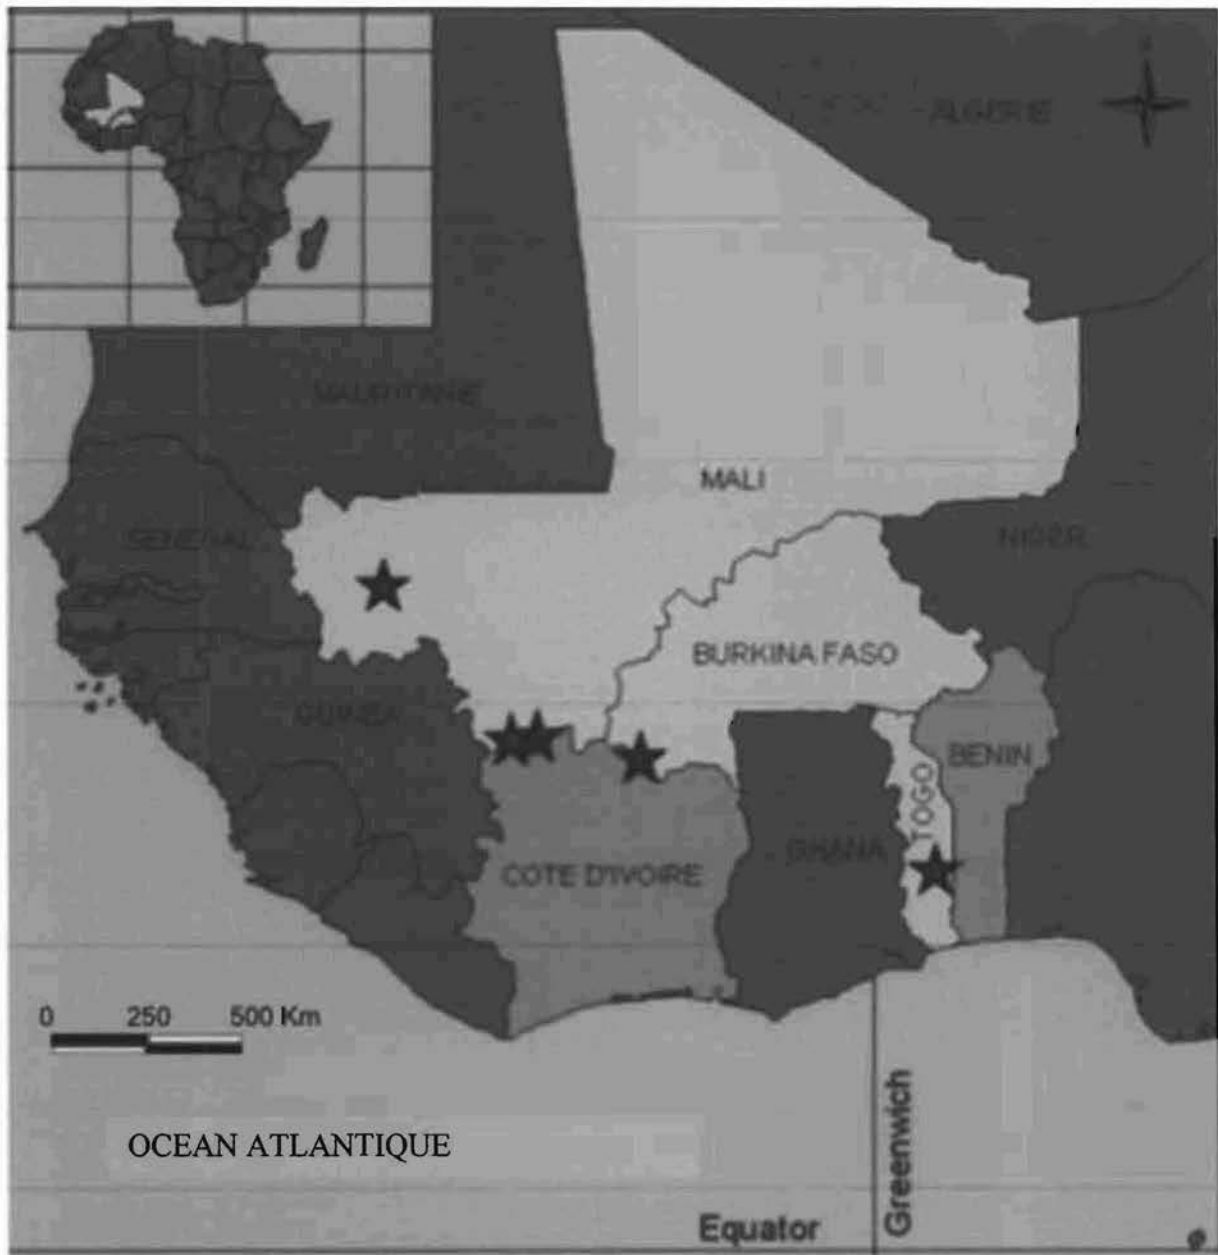 ALGERIE
MAURITANIE
MALI
SENEGAL
NIGER
BURKINA FASO
GUINEA
BENIN
TOGO
GHANA
COTE D'IVOIRE
0 250 500 Km
OCEAN ATLANTIQUE
Greenwich
Equator